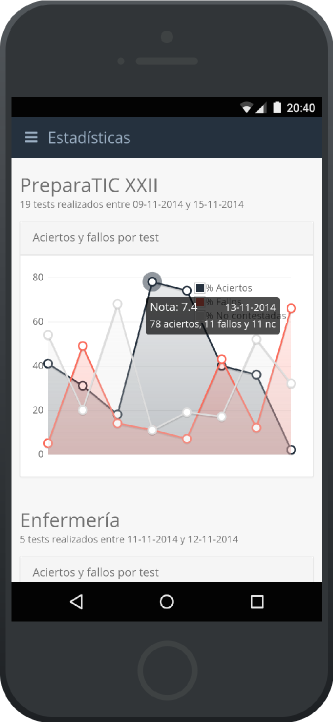 20:40
Estadísticas
PreparaTIC XXII
19 tests realizados entre 09-11-2014 y 15-11-2014
Aciertos y fallos por test
80
% Aciertos
Nota: 7.4 13-11-2014
% Fallos
% No contestadas
78 aciertos, 11 fallos y 11 nc
60
40
20
0
Enfermería
5 tests realizados entre 11-11-2014 y 12-11-2014
Aciertos y fallos por test